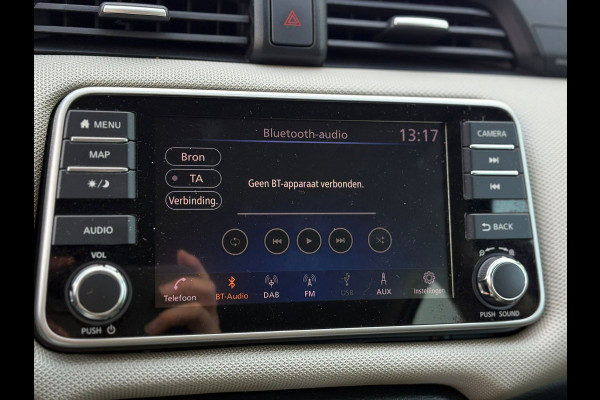 MENU
MAP
AUDIO
VOL
PUSH
Bluetooth-audio 13:17
Bron
TA
Verbinding.
Geen BT-apparaat verbonden.
Telefoon BT-Audio DAB FM USB AUX Instellingen
CAMERA
BACK
PUSH SOUND